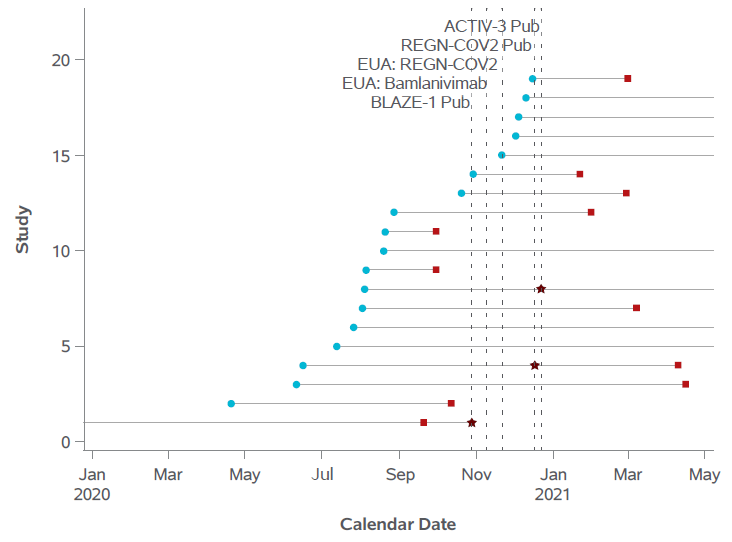 ACTIV-3 Pub
REGN-COV2 Pub
EUA: REGN-COV2
EUA: Bamlanivimab
BLAZE-1 Pub
20
15
10
5
0
Study
Jan Mar May Jul Sep Nov Jan Mar May
2020 2021
Calendar Date